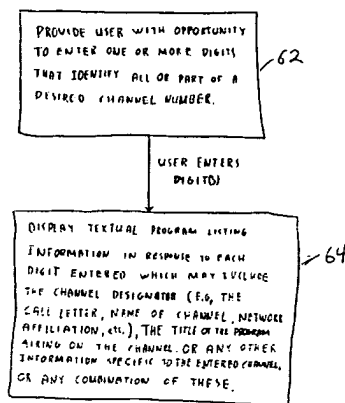 PROVIDE USER WITH OPPORTUNITY
TO ENTER ONE OR MORE DIGITS
THAT IDENTIFY ALL OR PART OF A
DESIRED CHANNEL NUMBER.
62
USER ENTERS
DIGIT(S)
DISPLAY TEXTUAL PROGRAM LISTING
INFORMATION IN RESPONSE TO EACH
DIGIT ENTERED WHICH MAY INCLUDE
THE CHANNEL DESIGNATOR (E.G, THE
CALL LETTER, NAME OF CHANNEL, NETWORK
AFFILIATION, etc.), THE TITLE OF THE PROGRAM
AIRING ON THE CHANNEL. OR ANY OTHER
INFORMATION SPECIFIC TO THE ENTERED CHANNEL,
OR ANY COMBINATION OF THESE.
64